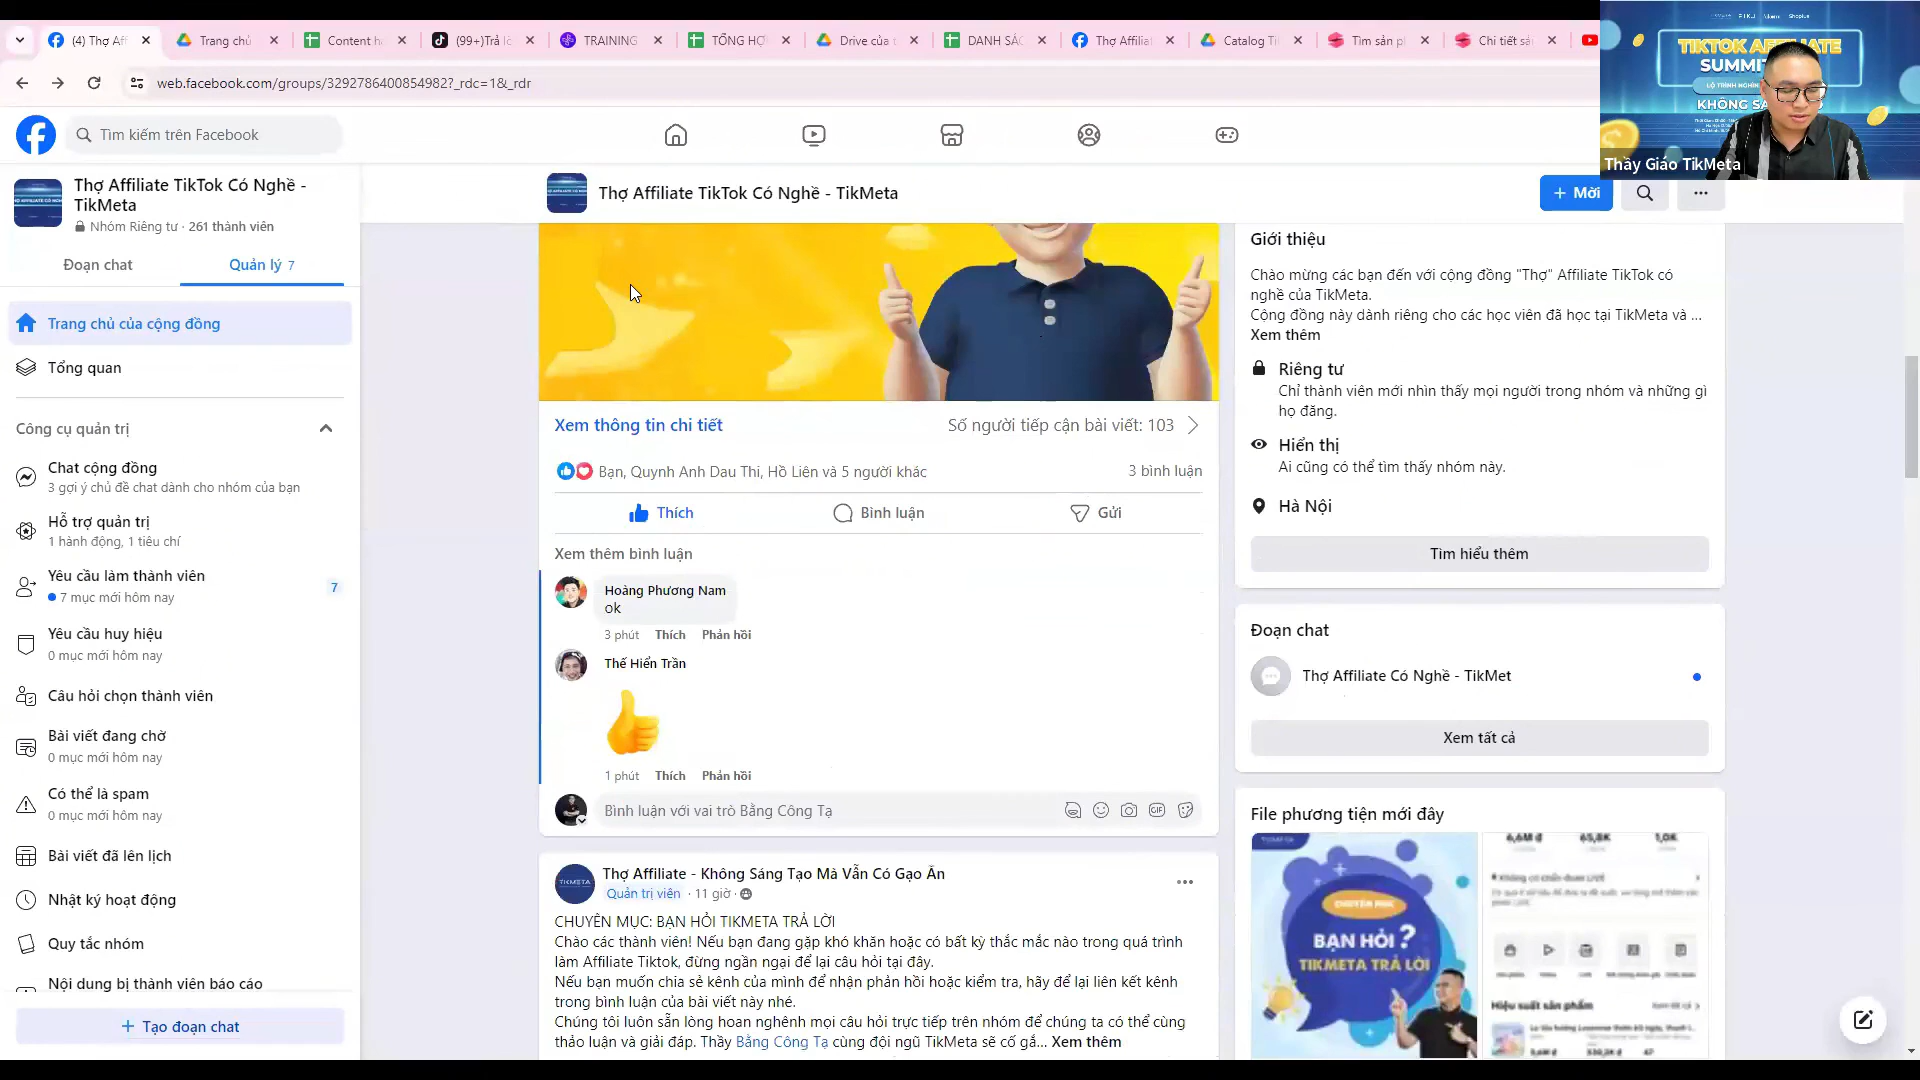 (4) Thợ Aff
Trang chủ
Content h
(99+)Trả l
TRAINING
TỔNG HỢ
Drive của
DANH SÁC
Thợ Affilia
Catalog Ti
Tìm sản p
Chi tiết sả
web.facebook.com/groups/3292786400854982?_rdc=1&_rdr
TIKTOK AFFILIATE
SUMMIT
KHÔNG SÁ
Thầy Giáo TikMeta
Tìm kiếm trên Facebook
Thợ Affiliate TikTok Có Nghề -
TikMeta
Nhóm Riêng tư · 261 thành viên
Đoạn chat
Quản lý 7
Trang chủ của cộng đồng
Tổng quan
Công cụ quản trị
Chat cộng đồng
3 gợi ý chủ đề chat dành cho nhóm của bạn
Hỗ trợ quản trị
1 hành động, 1 tiêu chí
Yêu cầu làm thành viên
7 mục mới hôm nay
7
Yêu cầu huy hiệu
0 mục mới hôm nay
Câu hỏi chọn thành viên
Bài viết đang chờ
0 mục mới hôm nay
Có thể là spam
0 mục mới hôm nay
Bài viết đã lên lịch
Nhật ký hoạt động
Quy tắc nhóm
Nội dung bị thành viên báo cáo
+ Tạo đoạn chat
Thợ Affiliate TikTok Có Nghề - TikMeta
+ Mời
Xem thông tin chi tiết
Số người tiếp cận bài viết: 103
Bạn, Quynh Anh Dau Thi, Hồ Liên và 5 người khác
3 bình luận
Thích
Bình luận
Gửi
Xem thêm bình luận
Hoàng Phương Nam
ok
3 phút Thích Phản hồi
Thế Hiển Trần
1 phút Thích Phản hồi
Bình luận với vai trò Bằng Công Tạ
GIF
TIKMETA
Thợ Affiliate - Không Sáng Tạo Mà Vẫn Có Gạo Ăn
Quản trị viên · 11 giờ ·
CHUYÊN MỤC: BẠN HỎI TIKMETA TRẢ LỜI
Chào các thành viên! Nếu bạn đang gặp khó khăn hoặc có bất kỳ thắc mắc nào trong quá trình
làm Affiliate Tiktok, đừng ngần ngại để lại câu hỏi tại đây.
Nếu bạn muốn chia sẻ kênh của mình để nhận phản hồi hoặc kiểm tra, hãy để lại liên kết kênh
trong bình luận của bài viết này nhé.
Chúng tôi luôn sẵn lòng hoan nghênh mọi câu hỏi trực tiếp trên nhóm để chúng ta có thể cùng
thảo luận và giải đáp. Thầy Bằng Công Tạ cùng đội ngũ TikMeta sẽ cố gắ... Xem thêm
Giới thiệu
Chào mừng các bạn đến với cộng đồng "Thợ" Affiliate TikTok có
nghề của TikMeta.
Cộng đồng này dành riêng cho các học viên đã học tại TikMeta và ...
Xem thêm
Riêng tư
Chỉ thành viên mới nhìn thấy mọi người trong nhóm và những gì
họ đăng.
Hiển thị
Ai cũng có thể tìm thấy nhóm này.
Hà Nội
Tìm hiểu thêm
Đoạn chat
Thợ Affiliate Có Nghề - TikMet
Xem tất cả
File phương tiện mới đây
CHUYÊN MỤC
BẠN HỎI ?
TIKMETA TRẢ LỜI
6,6M đ
65,8K
1,0K
Hiệu suất sản phẩm